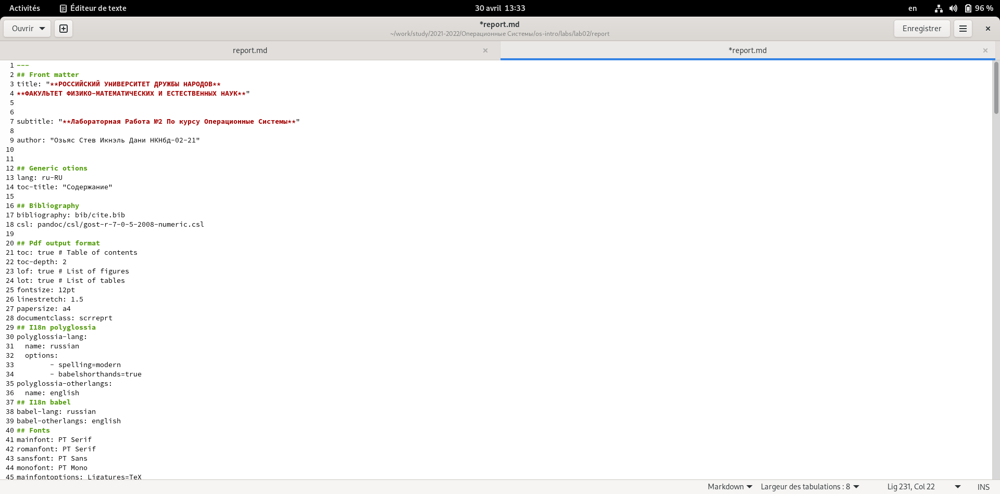 Activités
Éditeur de texte
30 avril 13:33
en
96 %
Ouvrir
*report.md
~/work/study/2021-2022/Операционные Системы/os-intro/labs/lab02/report
Enregistrer
report.md
*report.md
1 ---
2 ## Front matter
3 title: "**РОССИЙСКИЙ УНИВЕРСИТЕТ ДРУЖБЫ НАРОДОВ**
4 **ФАКУЛЬТЕТ ФИЗИКО-МАТЕМАТИЧЕСКИХ И ЕСТЕСТВЕННЫХ НАУК**"
5
6
7 subtitle: "**Лабораторная Работа №2 По курсу Операционные Системы**"
8
9 author: "Озьяс Стев Икнэль Дани НКНбд-02-21"
10
11
12 ## Generic otions
13 lang: ru-RU
14 toc-title: "Содержание"
15
16 ## Bibliography
17 bibliography: bib/cite.bib
18 csl: pandoc/csl/gost-r-7-0-5-2008-numeric.csl
19
20 ## Pdf output format
21 toc: true # Table of contents
22 toc-depth: 2
23 lof: true # List of figures
24 lot: true # List of tables
25 fontsize: 12pt
26 linestretch: 1.5
27 papersize: a4
28 documentclass: scrreprt
29 ## I18n polyglossia
30 polyglossia-lang:
31   name: russian
32   options:
33         - spelling=modern
34         - babelshorthands=true
35 polyglossia-otherlangs:
36   name: english
37 ## I18n babel
38 babel-lang: russian
39 babel-otherlangs: english
40 ## Fonts
41 mainfont: PT Serif
42 romanfont: PT Serif
43 sansfont: PT Sans
44 monofont: PT Mono
45 mainfontoptions: Ligatures=TeX
Markdown
Largeur des tabulations : 8
Lig 231, Col 22
INS